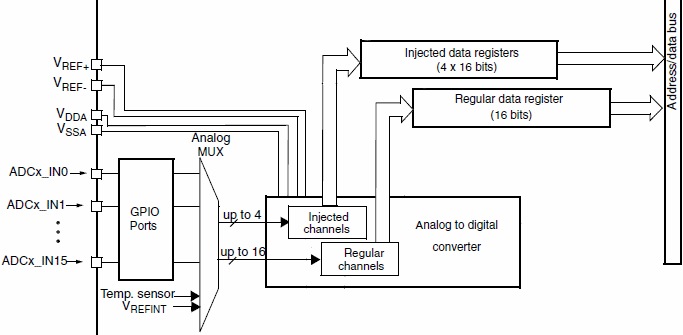 Injected data registers
(4 x 16 bits)
Regular data register
(16 bits)
Address/data bus
VREF+
VREF-
VDDA
VSSA
Analog
MUX
ADCx_IN0
ADCx_IN1
ADCx_IN15
GPIO
Ports
up to 4
up to 16
Injected
channels
Regular
channels
Analog to digital
converter
Temp. sensor
VREFINT